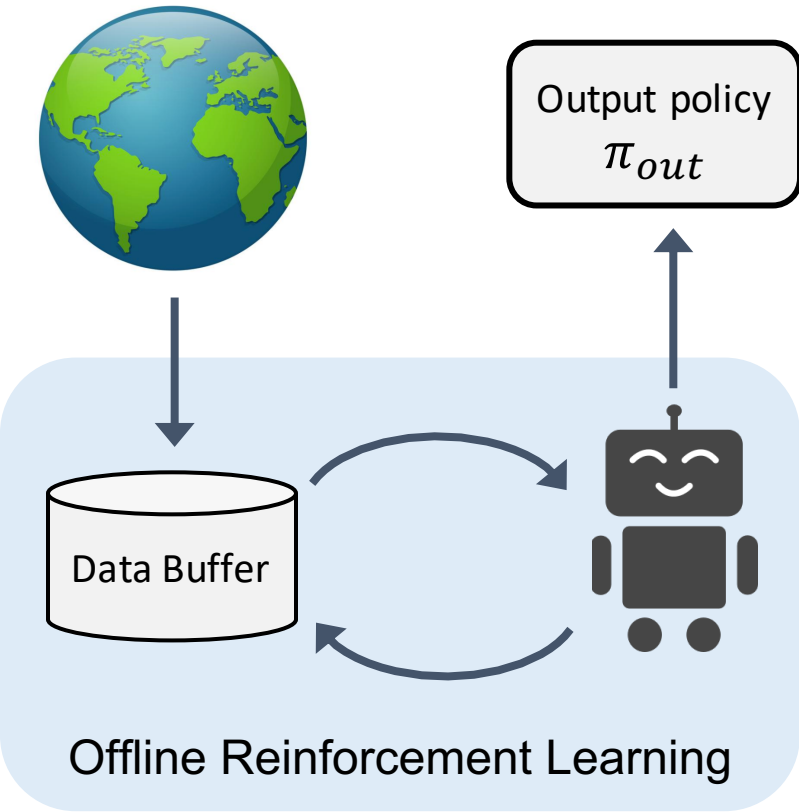 Output policy
π_out
Data Buffer
Offline Reinforcement Learning